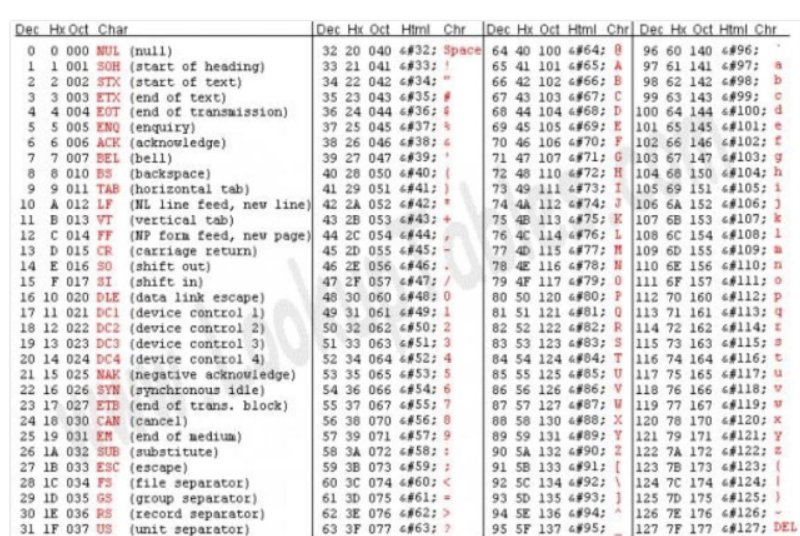 Dec Hx Oct Char Dec Hx Oct Html Chr Dec Hx Oct Html Chr Dec Hx Oct Html Chr
0 0 000 NUL (null) 32 20 040 &#32; Space 64 40 100 &#64; @ 96 60 140 &#96; `
1 1 001 SOH (start of heading) 33 21 041 &#33; ! 65 41 101 &#65; A 97 61 141 &#97; a
2 2 002 STX (start of text) 34 22 042 &#34; " 66 42 102 &#66; B 98 62 142 &#98; b
3 3 003 ETX (end of text) 35 23 043 &#35; # 67 43 103 &#67; C 99 63 143 &#99; c
4 4 004 EOT (end of transmission) 36 24 044 &#36; $ 68 44 104 &#68; D 100 64 144 &#100; d
5 5 005 ENQ (enquiry) 37 25 045 &#37; % 69 45 105 &#69; E 101 65 145 &#101; e
6 6 006 ACK (acknowledge) 38 26 046 &#38; & 70 46 106 &#70; F 102 66 146 &#102; f
7 7 007 BEL (bell) 39 27 047 &#39; ' 71 47 107 &#71; G 103 67 147 &#103; g
8 8 010 BS (backspace) 40 28 050 &#40; ( 72 48 110 &#72; H 104 68 150 &#104; h
9 9 011 TAB (horizontal tab) 41 29 051 &#41; ) 73 49 111 &#73; I 105 69 151 &#105; i
10 A 012 LF (NL line feed, new line) 42 2A 052 &#42; * 74 4A 112 &#74; J 106 6A 152 &#106; j
11 B 013 VT (vertical tab) 43 2B 053 &#43; + 75 4B 113 &#75; K 107 6B 153 &#107; k
12 C 014 FF (NP form feed, new page) 44 2C 054 &#44; , 76 4C 114 &#76; L 108 6C 154 &#108; l
13 D 015 CR (carriage return) 45 2D 055 &#45; - 77 4D 115 &#77; M 109 6D 155 &#109; m
14 E 016 SO (shift out) 46 2E 056 &#46; . 78 4E 116 &#78; N 110 6E 156 &#110; n
15 F 017 SI (shift in) 47 2F 057 &#47; / 79 4F 117 &#79; O 111 6F 157 &#111; o
16 10 020 DLE (data link escape) 48 30 060 &#48; 0 80 50 120 &#80; P 112 70 160 &#112; p
17 11 021 DC1 (device control 1) 49 31 061 &#49; 1 81 51 121 &#81; Q 113 71 161 &#113; q
18 12 022 DC2 (device control 2) 50 32 062 &#50; 2 82 52 122 &#82; R 114 72 162 &#114; r
19 13 023 DC3 (device control 3) 51 33 063 &#51; 3 83 53 123 &#83; S 115 73 163 &#115; s
20 14 024 DC4 (device control 4) 52 34 064 &#52; 4 84 54 124 &#84; T 116 74 164 &#116; t
21 15 025 NAK (negative acknowledge) 53 35 065 &#53; 5 85 55 125 &#85; U 117 75 165 &#117; u
22 16 026 SYN (synchronous idle) 54 36 066 &#54; 6 86 56 126 &#86; V 118 76 166 &#118; v
23 17 027 ETB (end of trans. block) 55 37 067 &#55; 7 87 57 127 &#87; W 119 77 167 &#119; w
24 18 030 CAN (cancel) 56 38 070 &#56; 8 88 58 130 &#88; X 120 78 170 &#120; x
25 19 031 EM (end of medium) 57 39 071 &#57; 9 89 59 131 &#89; Y 121 79 171 &#121; y
26 1A 032 SUB (substitute) 58 3A 072 &#58; : 90 5A 132 &#90; Z 122 7A 172 &#122; z
27 1B 033 ESC (escape) 59 3B 073 &#59; ; 91 5B 133 &#91; [ 123 7B 173 &#123; {
28 1C 034 FS (file separator) 60 3C 074 &#60; < 92 5C 134 &#92; \ 124 7C 174 &#124; |
29 1D 035 GS (group separator) 61 3D 075 &#61; = 93 5D 135 &#93; ] 125 7D 175 &#125; }
30 1E 036 RS (record separator) 62 3E 076 &#62; > 94 5E 136 &#94; ^ 126 7E 176 &#126; ~
31 1F 037 US (unit separator) 63 3F 077 &#63; ? 95 5F 137 &#95; _ 127 7F 177 &#127; DEL